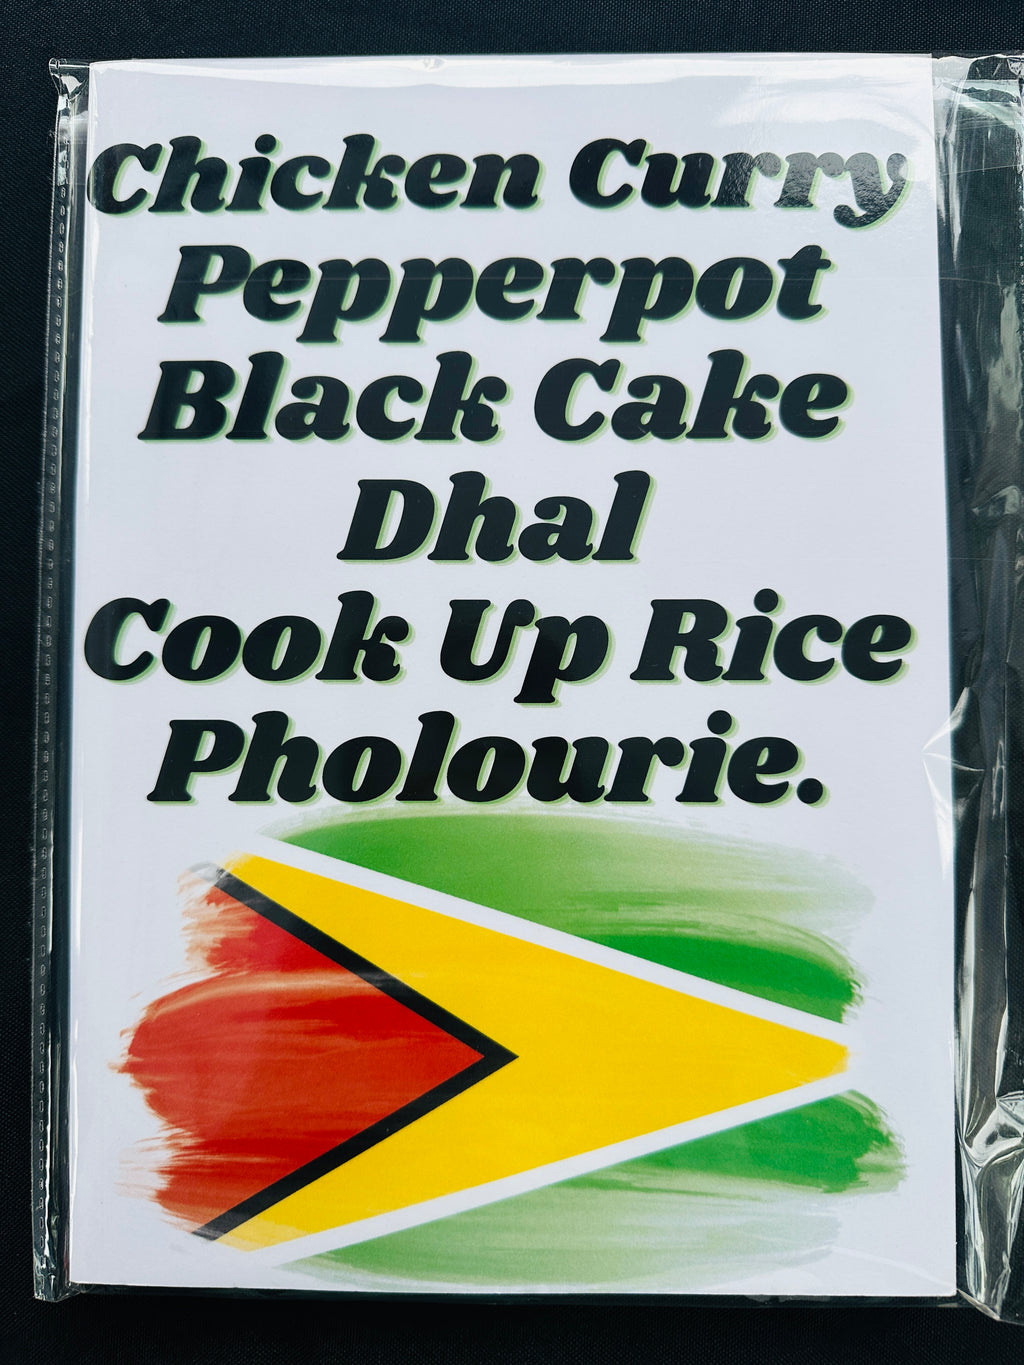 Chicken Curry
Pepperpot
Black Cake
Dhal
Cook Up Rice
Pholourie.